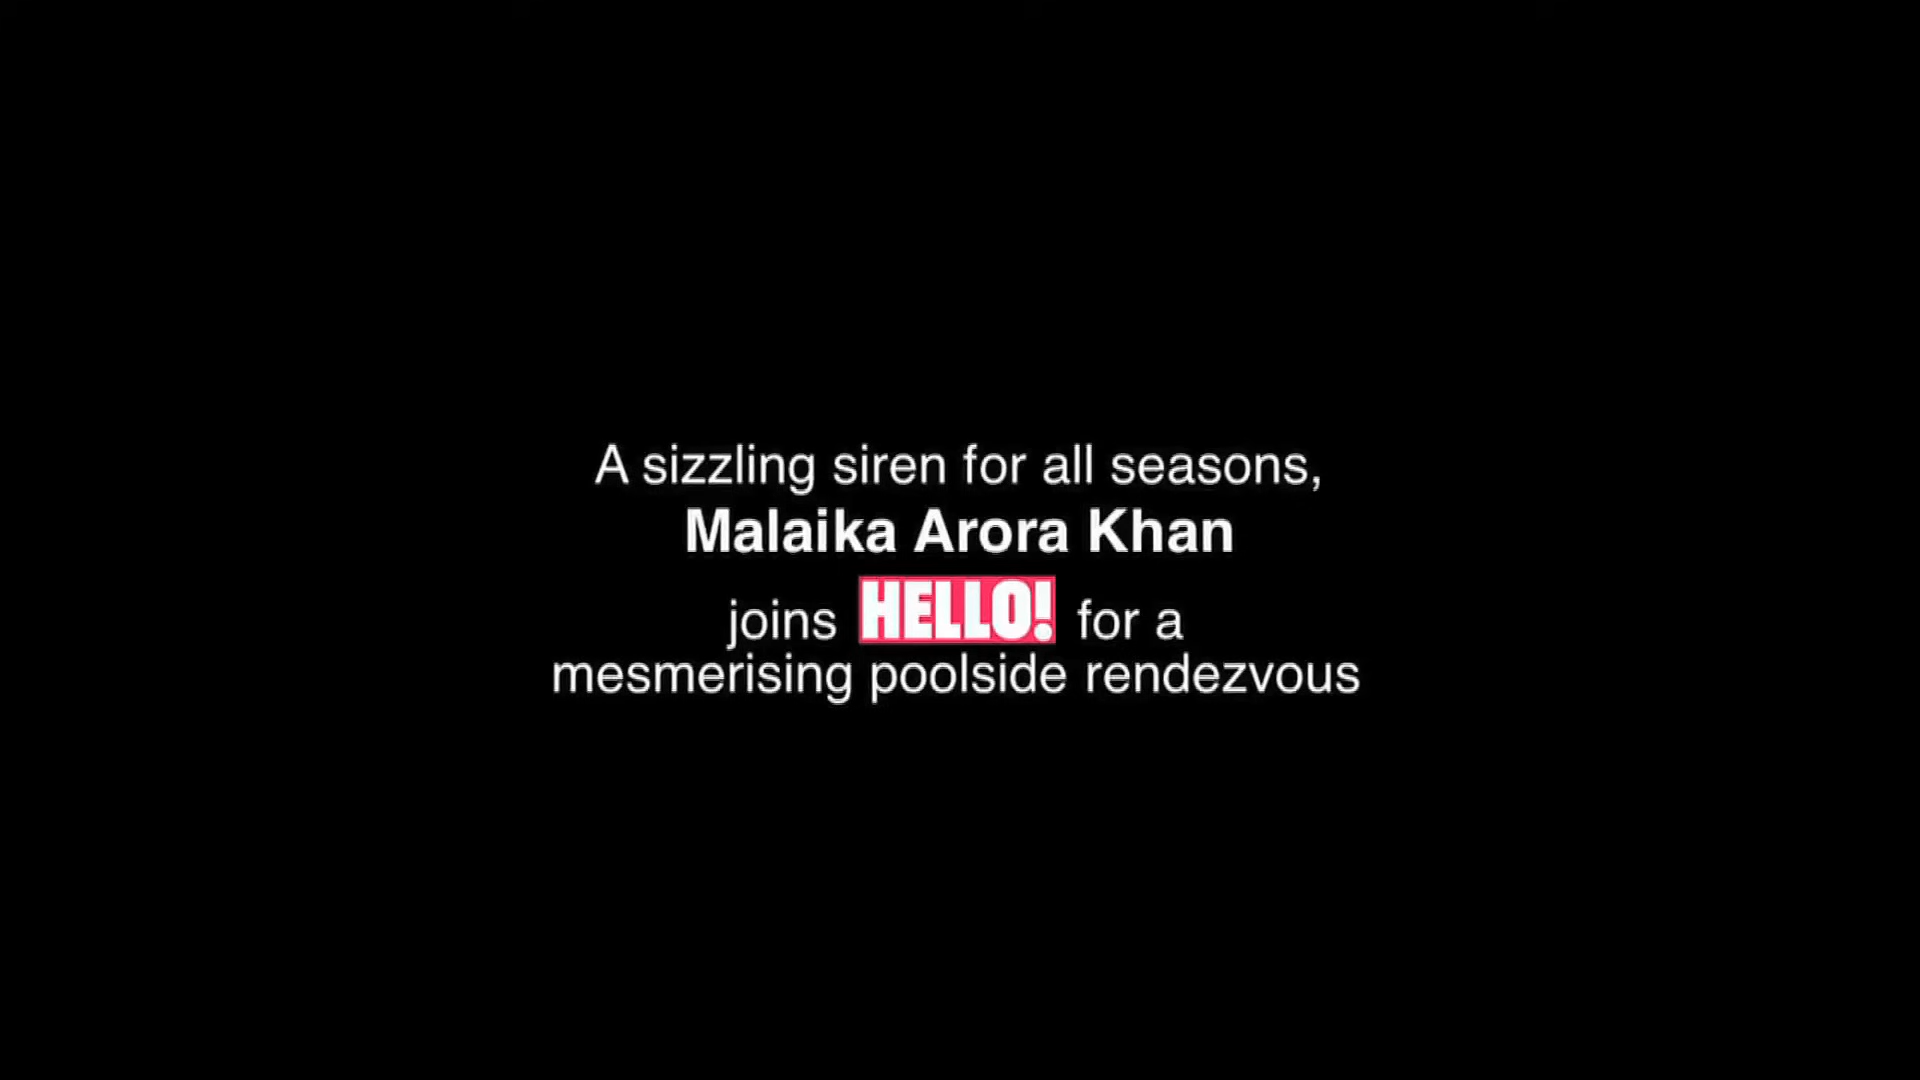 A sizzling siren for all seasons,
Malaika Arora Khan
joins HELLO! for a
mesmerising poolside rendezvous